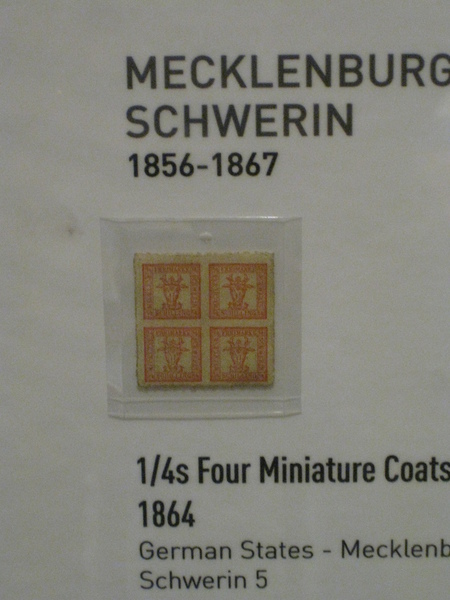 MECKLENBURG
SCHWERIN
1856-1867
1/4s Four Miniature Coats
1864
German States - Mecklenb
Schwerin 5